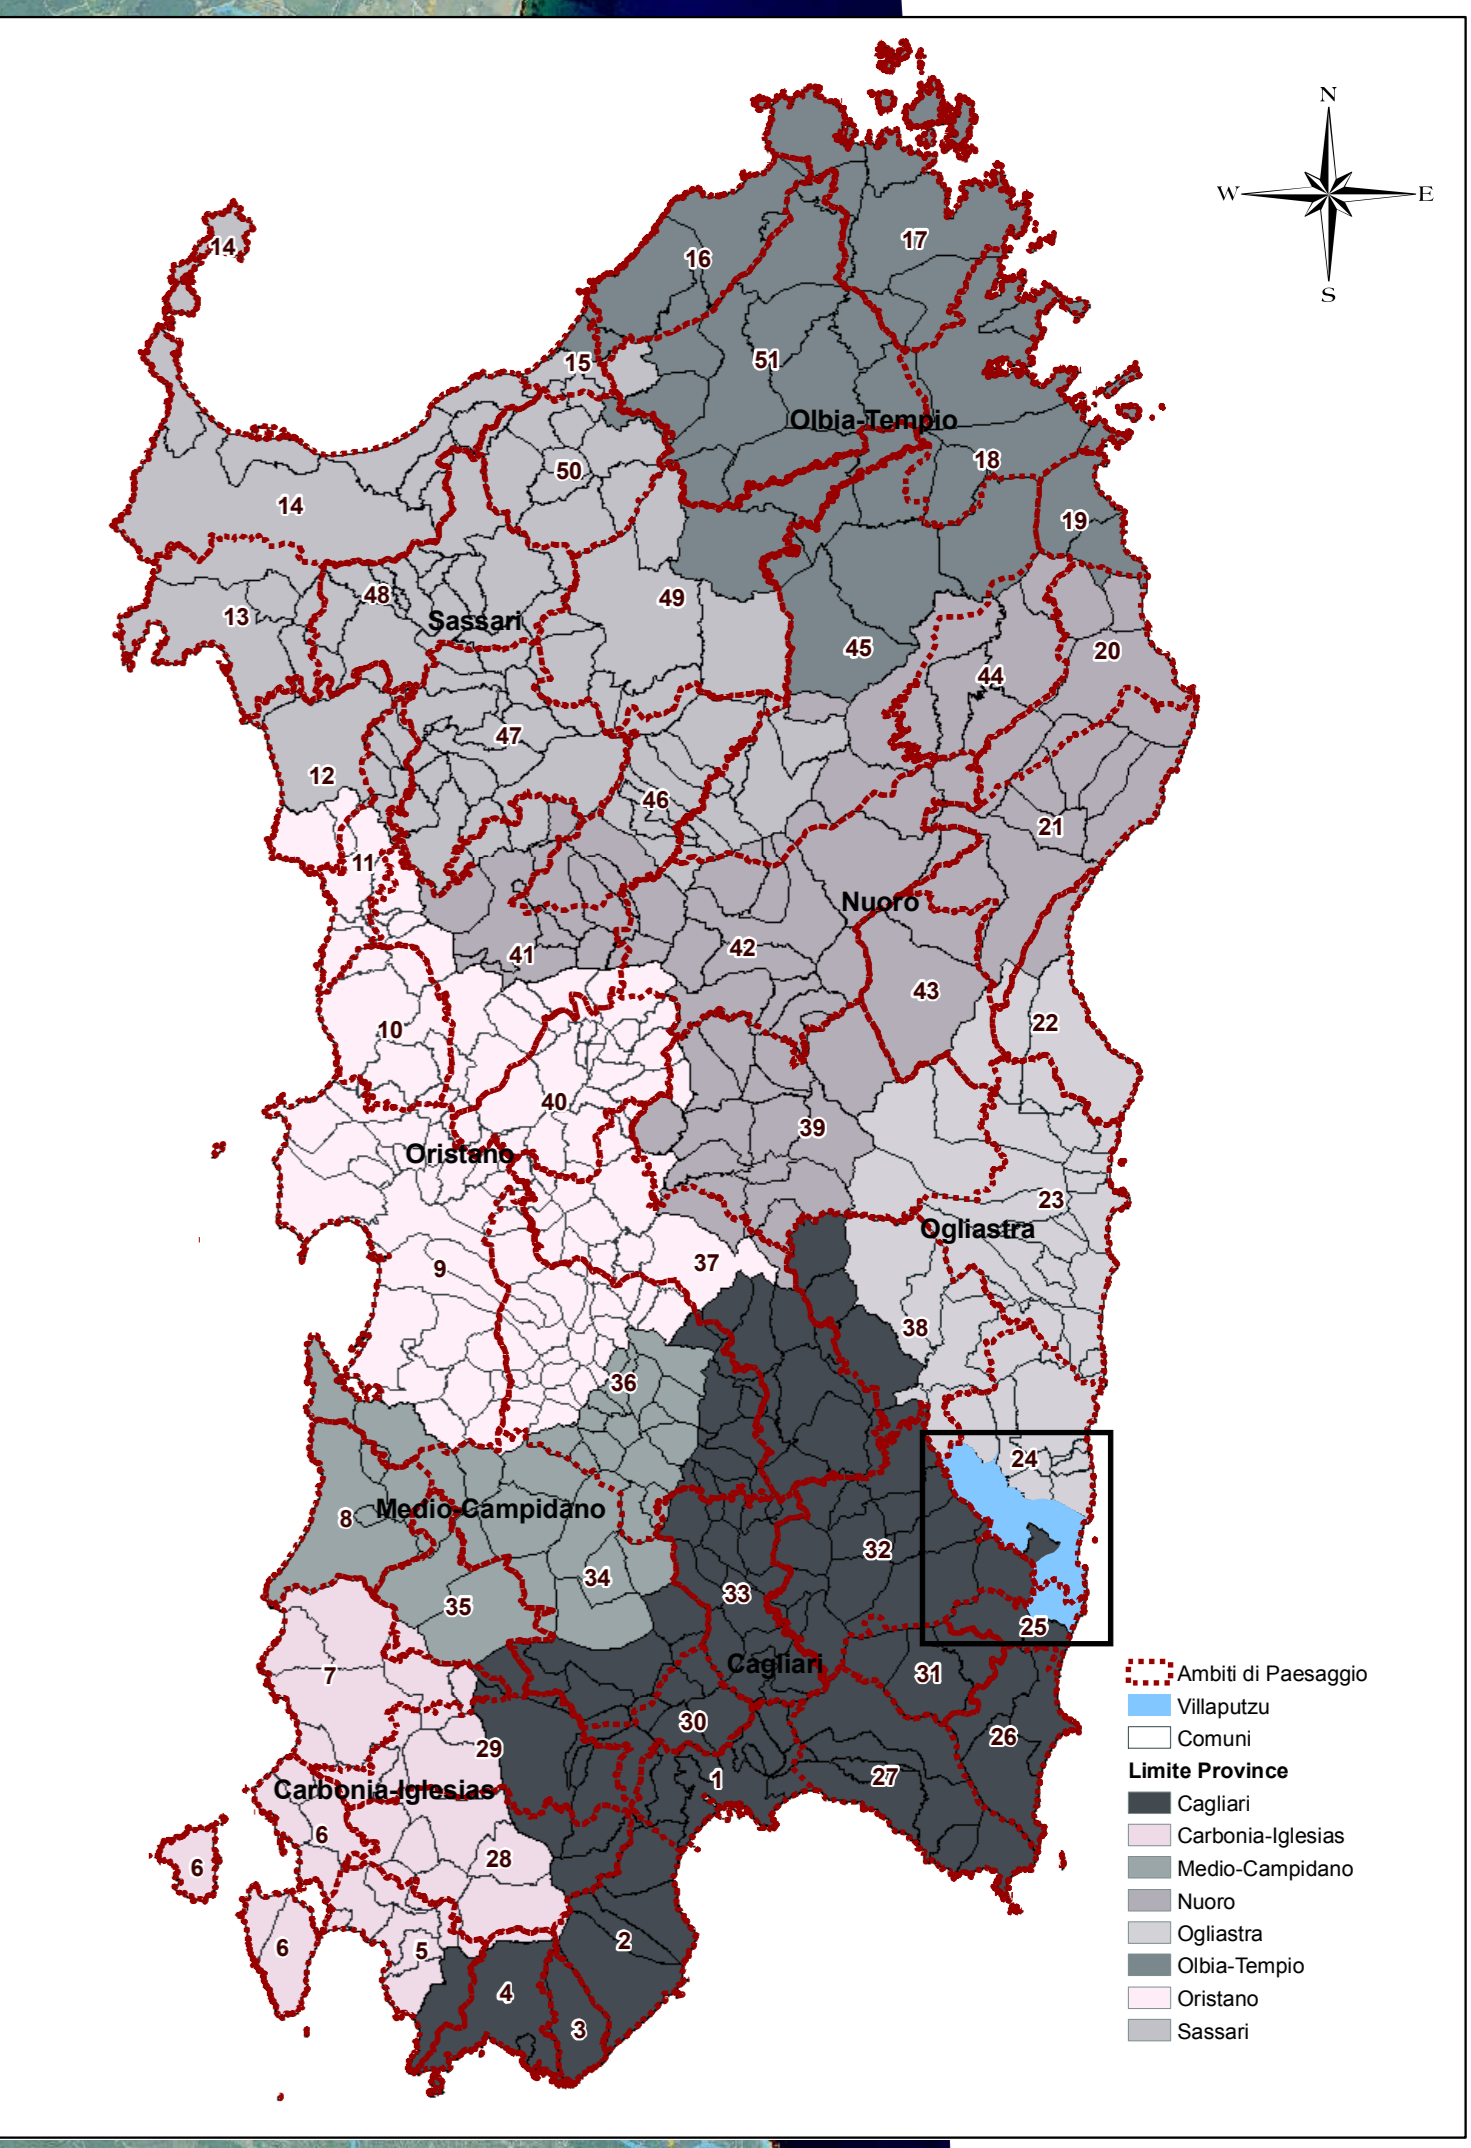 N
W
E
S
14
17
16
15
51
Olbia-Tempio
18
50
14
19
48
49
13
Sassari
45
20
44
47
12
46
21
11
Nuoro
42
41
43
22
10
40
39
Oristano
23
Ogliastra
37
9
38
36
24
Medio-Campidano
8
32
34
33
35
25
Cagliari
31
7
30
26
29
27
1
Carbonia-Iglesias
6
28
6
2
6
5
4
3
Ambiti di Paesaggio
Villaputzu
Comuni
Limite Province
Cagliari
Carbonia-Iglesias
Medio-Campidano
Nuoro
Ogliastra
Olbia-Tempio
Oristano
Sassari